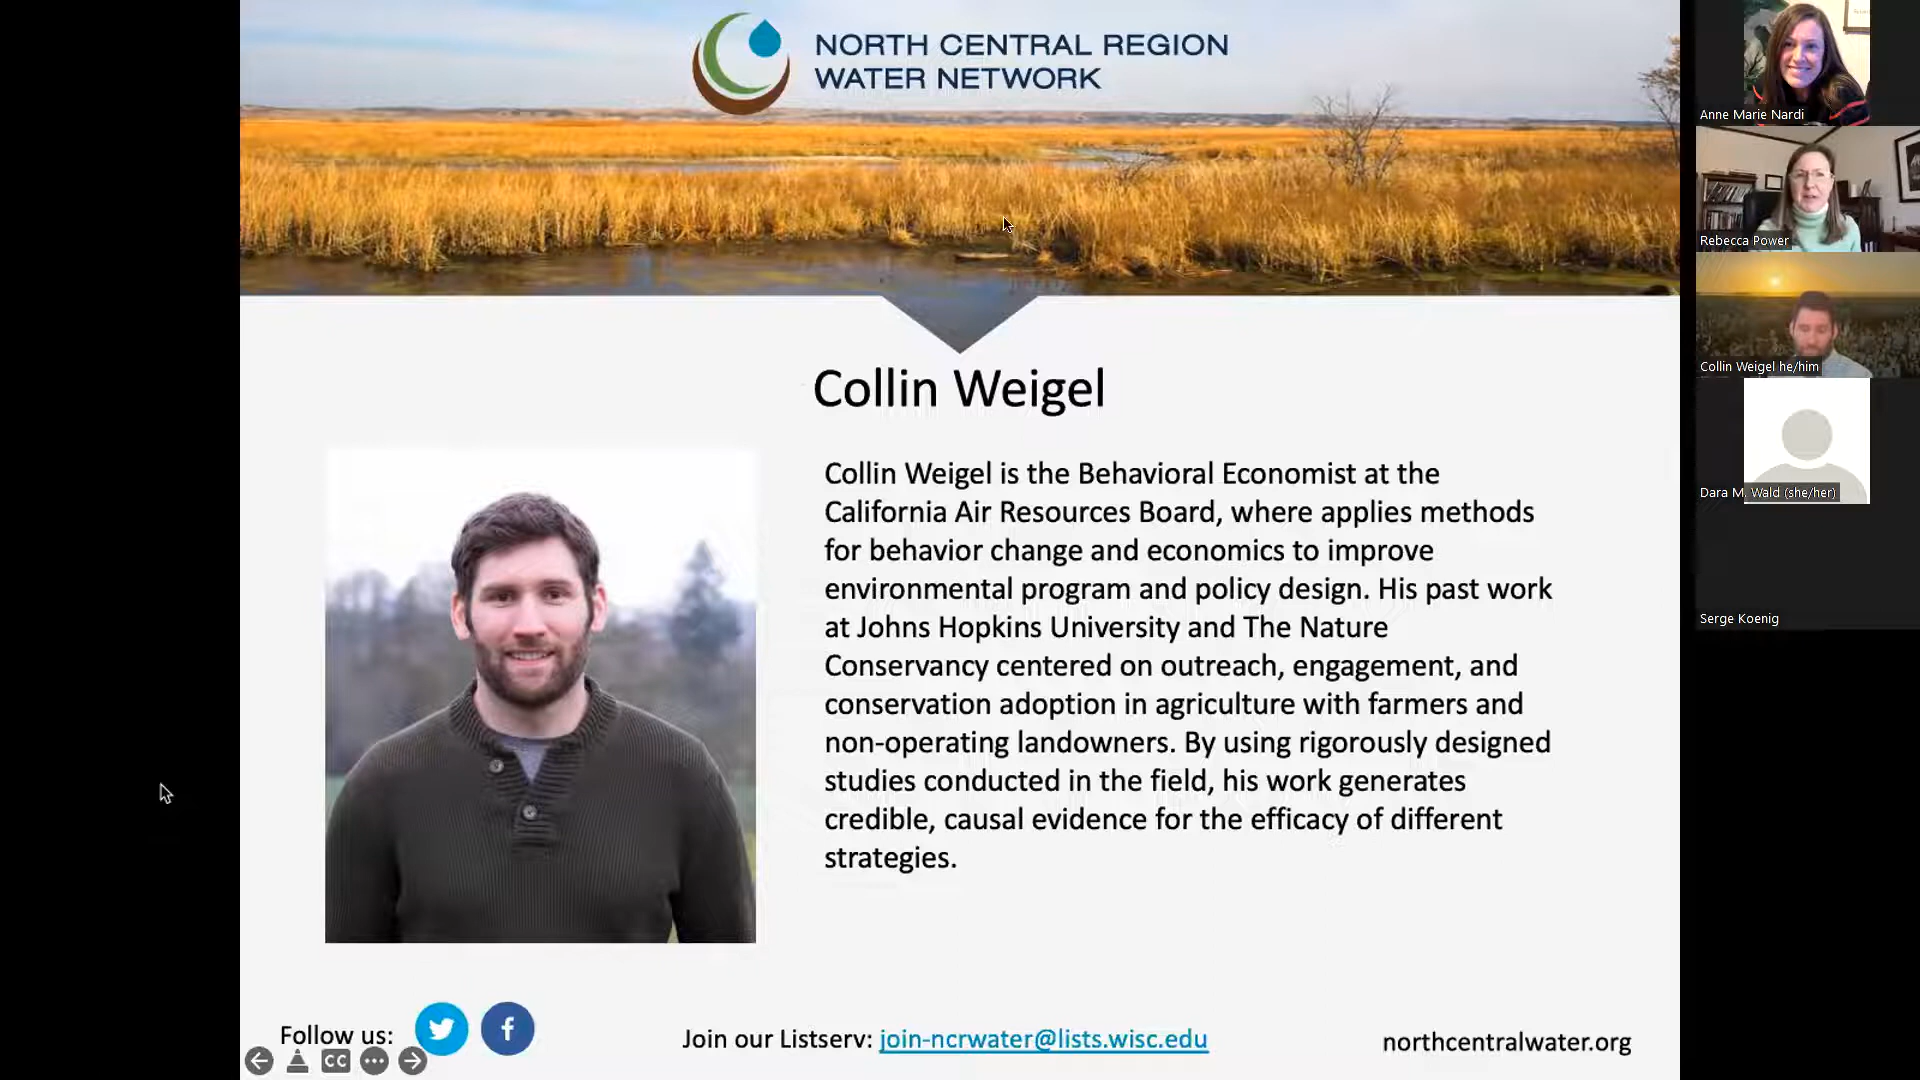 NORTH CENTRAL REGION
WATER NETWORK
Collin Weigel
Collin Weigel is the Behavioral Economist at the
California Air Resources Board, where applies methods
for behavior change and economics to improve
environmental program and policy design. His past work
at Johns Hopkins University and The Nature
Conservancy centered on outreach, engagement, and
conservation adoption in agriculture with farmers and
non-operating landowners. By using rigorously designed
studies conducted in the field, his work generates
credible, causal evidence for the efficacy of different
strategies.
Follow us:
Join our Listserv: join-ncrwater@lists.wisc.edu
northcentralwater.org
CC
Anne Marie Nardi
Rebecca Power
Collin Weigel he/him
Dara M. Wald (she/her)
Serge Koenig